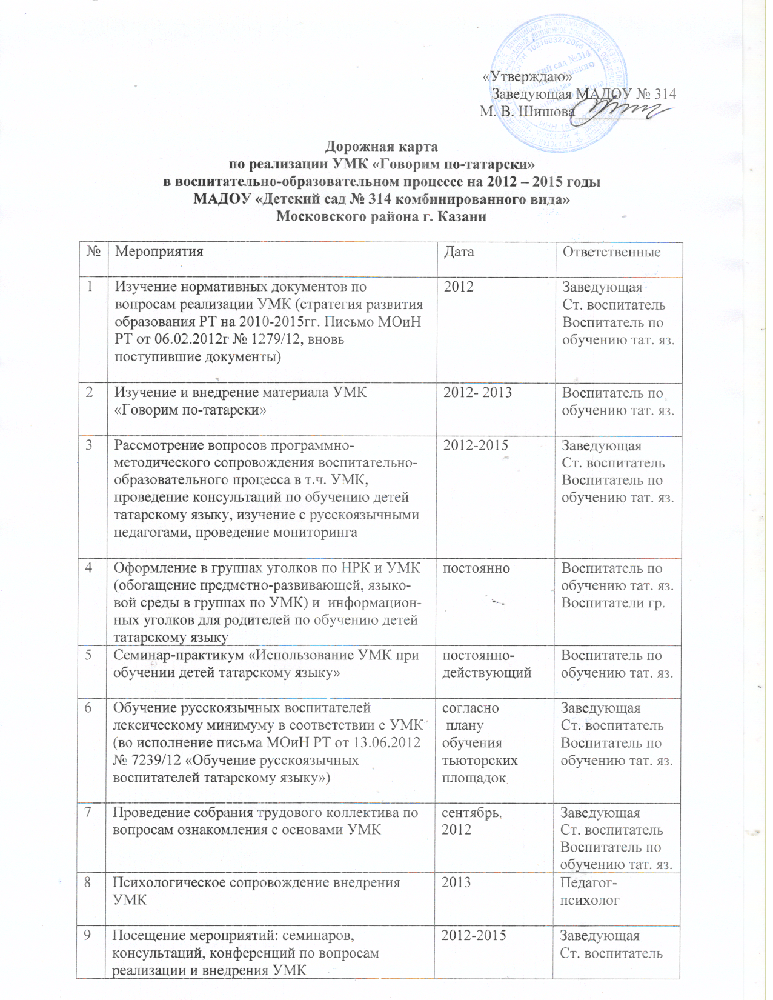 «Утверждаю»
Заведующая МАДОУ № 314
М. В. Шишова
Дорожная карта
по реализации УМК «Говорим по-татарски»
в воспитательно-образовательном процессе на 2012 – 2015 годы
МАДОУ «Детский сад № 314 комбинированного вида»
Московского района г. Казани
№ Мероприятия Дата Ответственные
1 Изучение нормативных документов по 2012 Заведующая
вопросам реализации УМК (стратегия развития Ст. воспитатель
образования РТ на 2010-2015гг. Письмо МОиН Воспитатель по
РТ от 06.02.2012г № 1279/12, вновь обучению тат. яз.
поступившие документы)
2 Изучение и внедрение материала УМК 2012- 2013 Воспитатель по
«Говорим по-татарски» обучению тат. яз.
3 Рассмотрение вопросов программно- 2012-2015 Заведующая
методического сопровождения воспитательно- Ст. воспитатель
образовательного процесса в т.ч. УМК, Воспитатель по
проведение консультаций по обучению детей обучению тат. яз.
татарскому языку, изучение с русскоязычными
педагогами, проведение мониторинга
4 Оформление в группах уголков по НРК и УМК постоянно Воспитатель по
(обогащение предметно-развивающей, языко- обучению тат. яз.
вой среды в группах по УМК) и информацион- Воспитатели гр.
ных уголков для родителей по обучению детей
татарскому языку
5 Семинар-практикум «Использование УМК при постоянно- Воспитатель по
обучении детей татарскому языку» действующий обучению тат. яз.
6 Обучение русскоязычных воспитателей согласно Заведующая
лексическому минимуму в соответствии с УМК плану Ст. воспитатель
(во исполнение письма МОиН РТ от 13.06.2012 обучения Воспитатель по
№ 7239/12 «Обучение русскоязычных тьюторских обучению тат. яз.
воспитателей татарскому языку») площадок
7 Проведение собрания трудового коллектива по сентябрь, Заведующая
вопросам ознакомления с основами УМК 2012 Ст. воспитатель
Воспитатель по
обучению тат. яз.
8 Психологическое сопровождение внедрения 2013 Педагог-
УМК психолог
9 Посещение мероприятий: семинаров, 2012-2015 Заведующая
консультаций, конференций по вопросам Ст. воспитатель
реализации и внедрения УМК